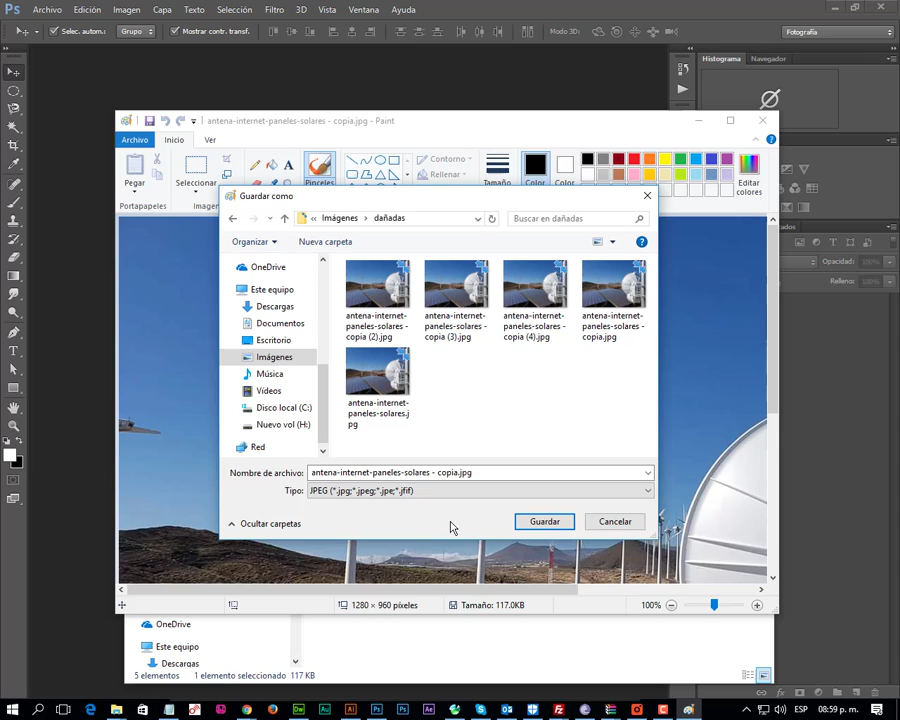 Ps Archivo Edición Imagen Capa Texto Selección Filtro 3D Vista Ventana Ayuda
Selec. autom.: Grupo Mostrar contr. transf. Modo 3D: Fotografía
Histograma Navegador
antena-internet-paneles-solares - copia.jpg - Paint
Archivo Inicio Ver
Pegar Seleccionar A Contorno Rellenar Tamaño Color Color Editar colores
Portapapeles Imagen
Pinceles
Guardar como
« Imágenes dañadas Buscar en dañadas
Organizar Nueva carpeta
OneDrive
Este equipo
Descargas
Documentos
Escritorio
Imágenes
Música
Vídeos
Disco local (C:)
Nuevo vol (H:)
Red
antena-internet-paneles-solares - copia (2).jpg
antena-internet-paneles-solares - copia (3).jpg
antena-internet-paneles-solares - copia (4).jpg
antena-internet-paneles-solares - copia.jpg
antena-internet-paneles-solares.jpg
Nombre de archivo: antena-internet-paneles-solares - copia.jpg
Tipo: JPEG (*.jpg;*.jpeg;*.jpe;*.jfif)
Ocultar carpetas Guardar Cancelar
Opacidad: 100%
Relleno: 100%
1280 × 960 píxeles Tamaño: 117.0KB 100%
OneDrive
Este equipo
Descargas
5 elementos 1 elemento seleccionado 117 KB
ESP 08:59 p. m.